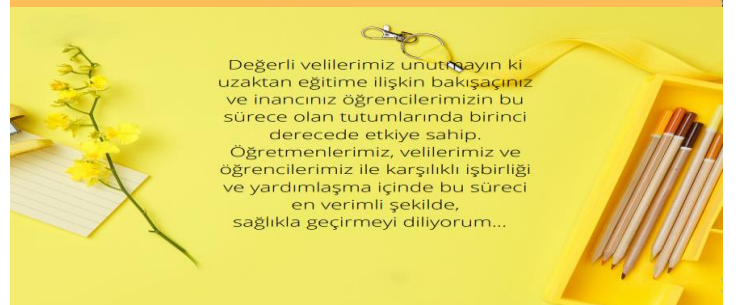 Değerli velilerimiz unutmayın ki
uzaktan eğitime ilişkin bakışaçınız
ve inancınız öğrencilerimizin bu
sürece olan tutumlarında birinci
derecede etkiye sahip.
Öğretmenlerimiz, velilerimiz ve
öğrencilerimiz ile karşılıklı işbirliği
ve yardımlaşma içinde bu süreci
en verimli şekilde,
sağlıkla geçirmeyi diliyorum...